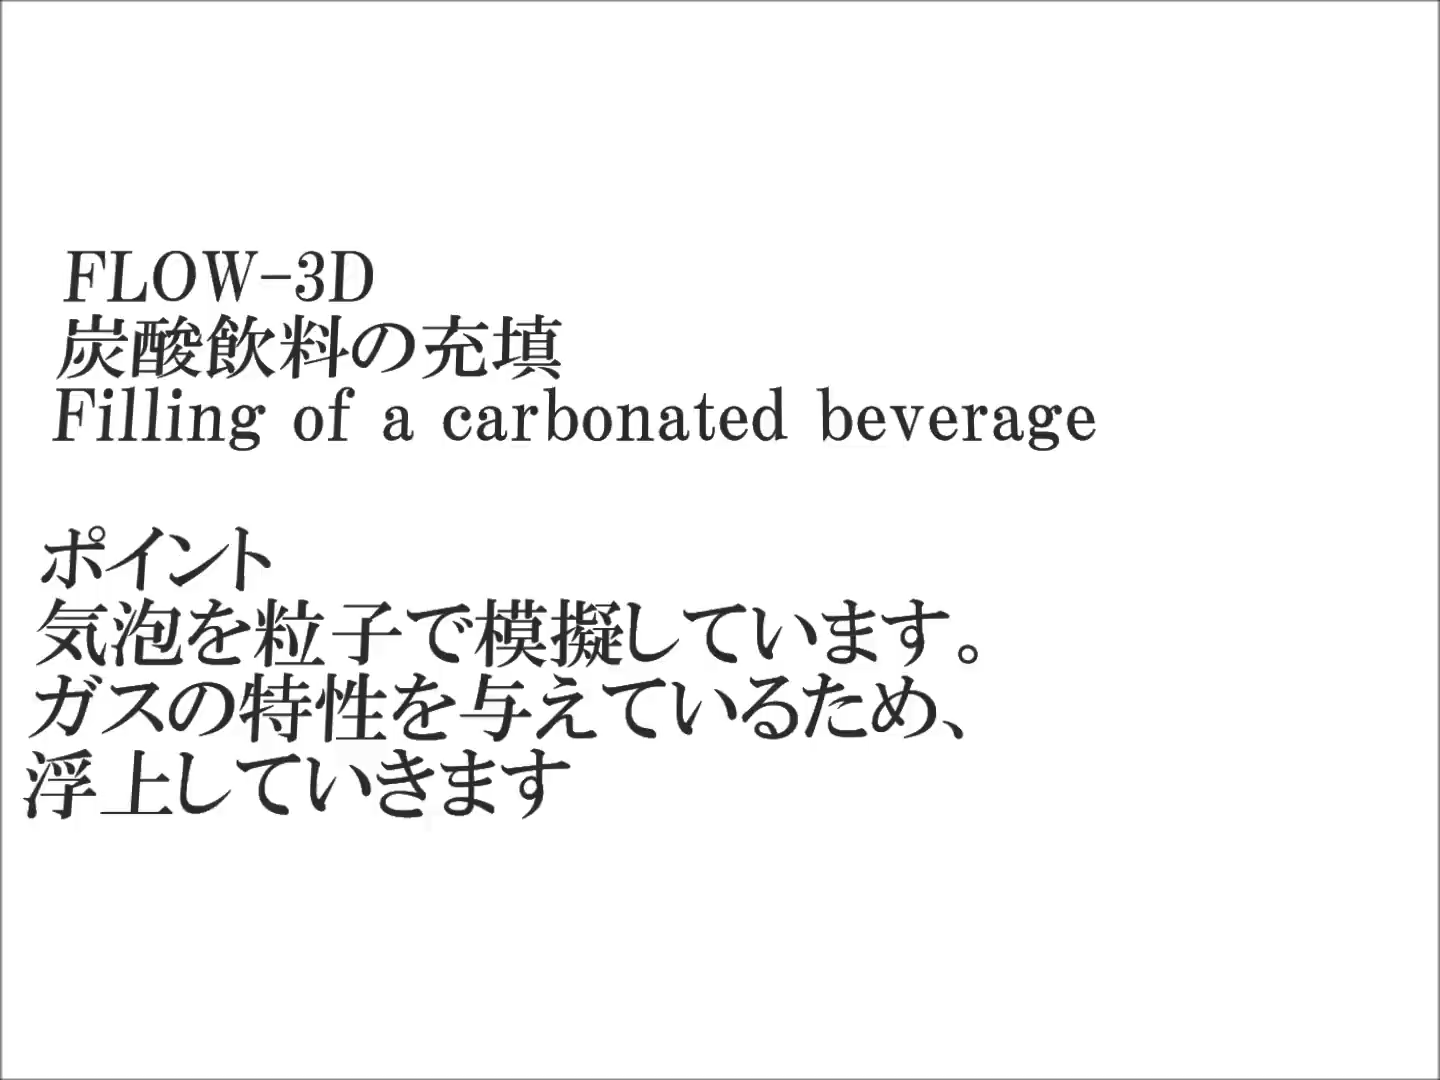 FLOW-3D
炭酸飲料の充填
Filling of a carbonated beverage
ポイント
気泡を粒子で模擬しています。
ガスの特性を与えているため、
浮上していきます